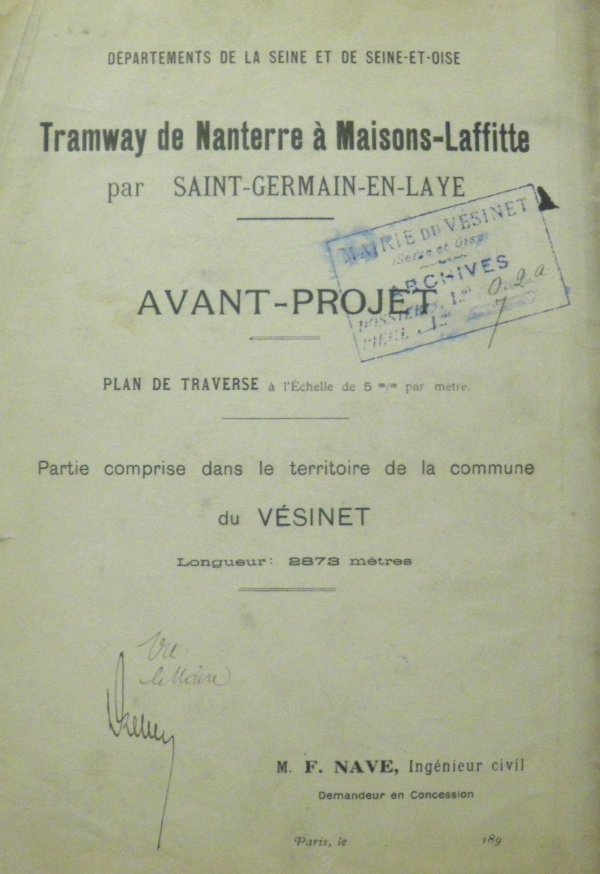 DÉPARTEMENTS DE LA SEINE ET DE SEINE-ET-OISE
Tramway de Nanterre à Maisons-Laffitte
par SAINT-GERMAIN-EN-LAYE
MAIRIE DU VÉSINET
(Seine et Oise)
ARCHIVES
DOSSIER
PIÈCE
7
AVANT-PROJET
PLAN DE TRAVERSE à l'Échelle de 5 m/m par mètre.
Partie comprise dans le territoire de la commune
du VÉSINET
Longueur: 2873 mètres
Vu
le Maire
M. F. NAVE, Ingénieur civil
Demandeur en Concession
Paris, le 189